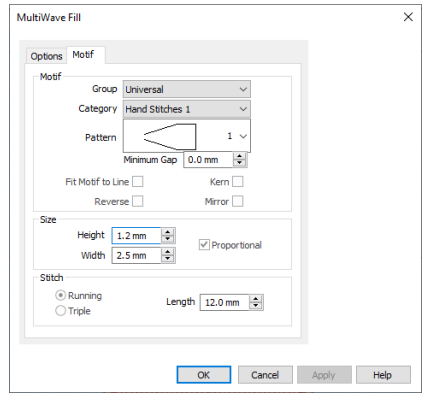 MultiWave Fill
Options Motif
Motif
Group Universal
Category Hand Stitches 1
Pattern 1
Minimum Gap 0.0 mm
Fit Motif to Line Kern
Reverse Mirror
Size
Height 1.2 mm
Proportional
Width 2.5 mm
Stitch
Running
Length 12.0 mm
Triple
OK Cancel Apply Help